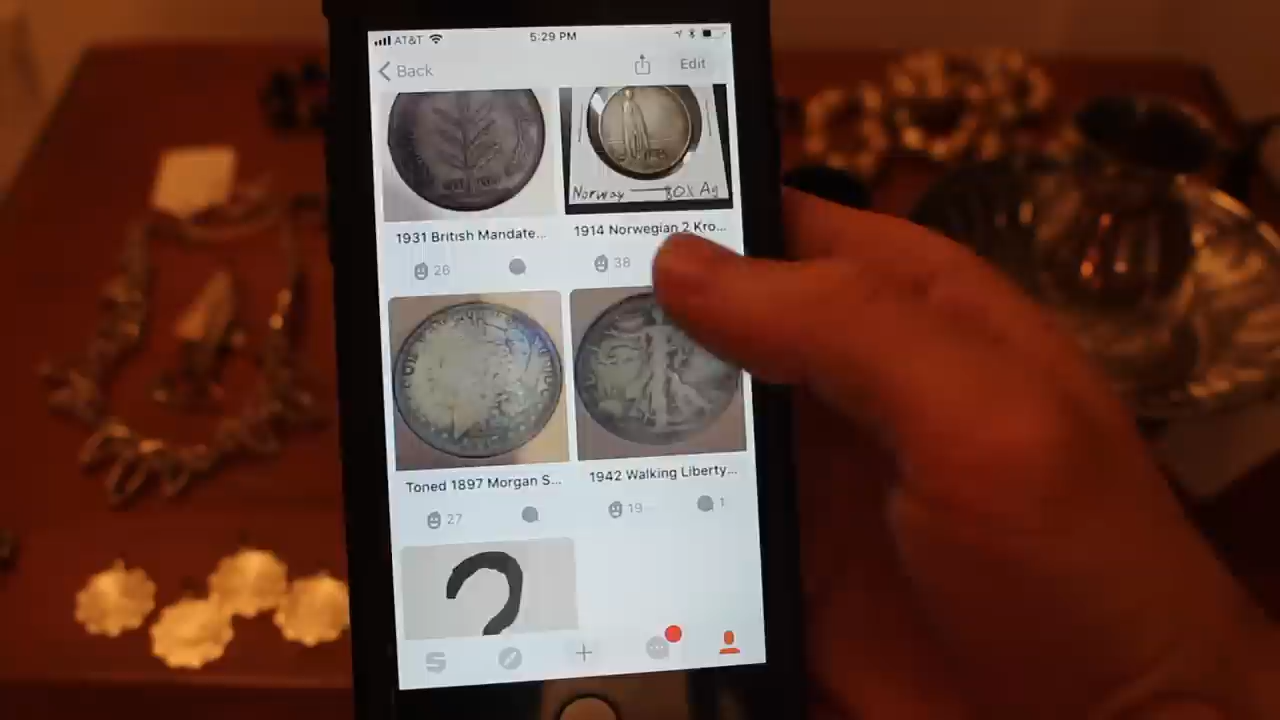 AT&T 5:29 PM
Back Edit
Norway 80% Ag
1931 British Mandate...
1914 Norwegian 2 Kro...
26
38
Toned 1897 Morgan S...
1942 Walking Liberty...
27
19
1
?
S